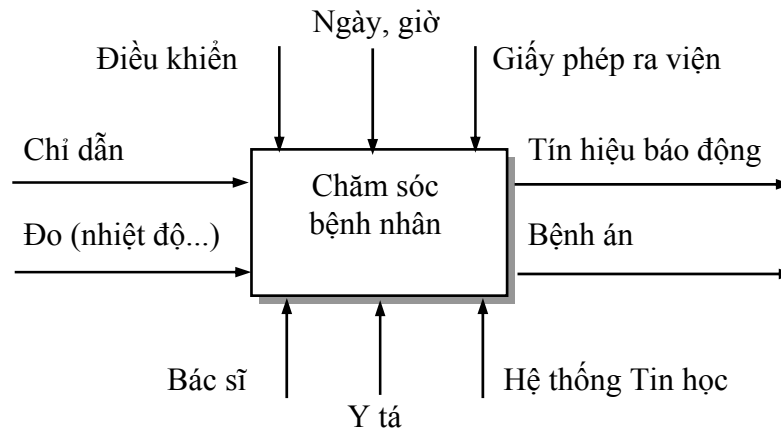 Ngày, giờ
Điều khiển
Giấy phép ra viện
Chỉ dẫn
Tín hiệu báo động
Chăm sóc
bệnh nhân
Đo (nhiệt độ...)
Bệnh án
Bác sĩ
Hệ thống Tin học
Y tá